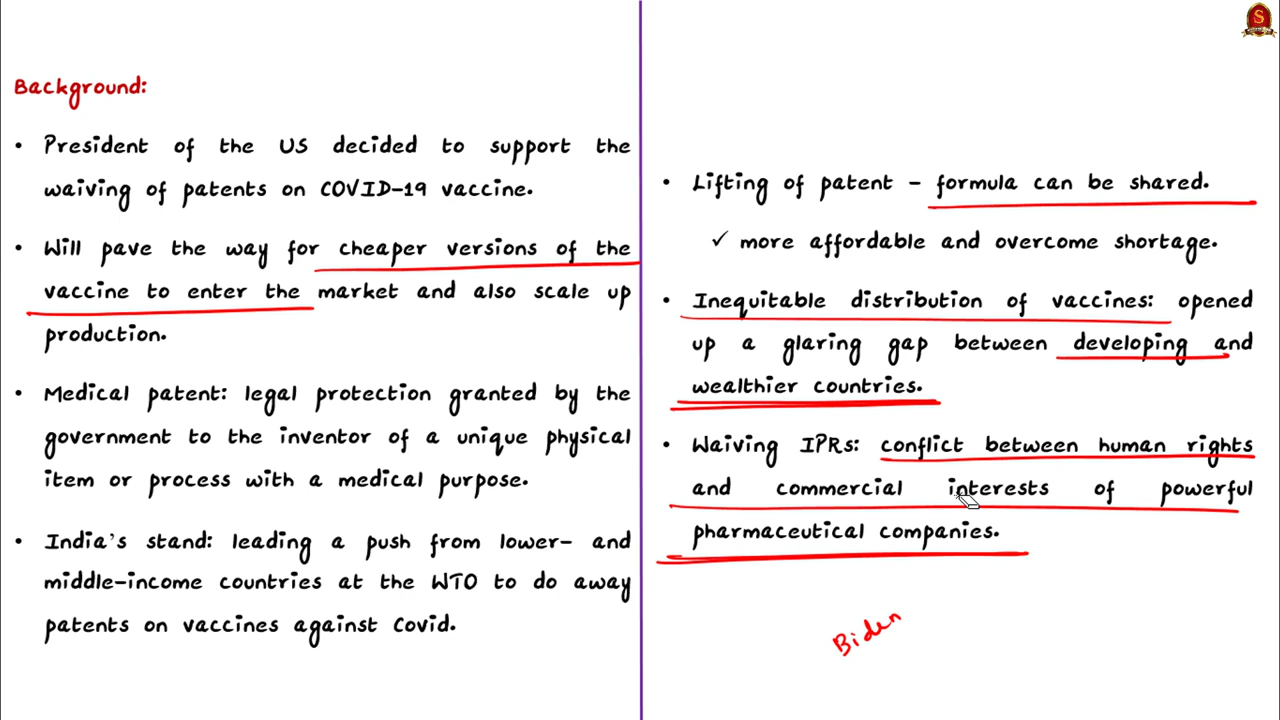 Background:
• President of the US decided to support the
waiving of patents on COVID-19 vaccine.
• Will pave the way for cheaper versions of the
vaccine to enter the market and also scale up
production.
• Medical patent: legal protection granted by the
government to the inventor of a unique physical
item or process with a medical purpose.
• India's stand: leading a push from lower- and
middle-income countries at the WTO to do away
patents on vaccines against Covid.
• Lifting of patent - formula can be shared.
✓ more affordable and overcome shortage.
• Inequitable distribution of vaccines: opened
up a glaring gap between developing and
wealthier countries.
• Waiving IPRs: conflict between human rights
and commercial interests of powerful
pharmaceutical companies.
Biden
S